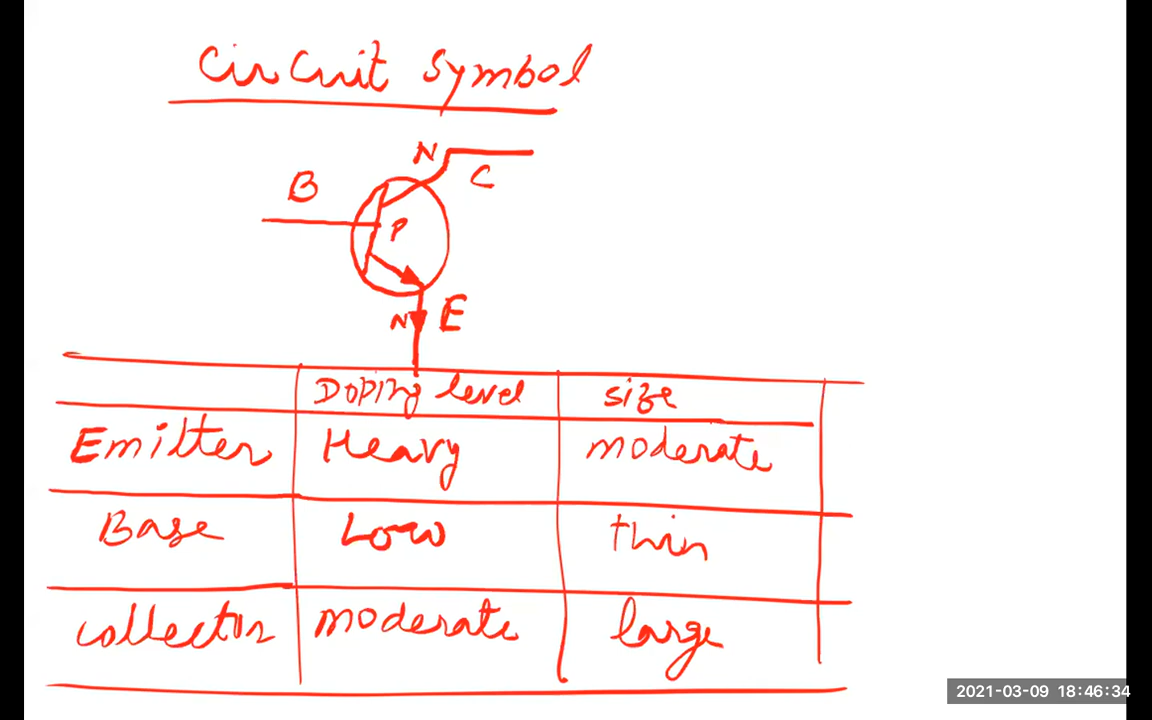 Circuit Symbol
N
B
C
P
N E
Doping level size
Emitter Heavy moderate
Base Low thin
collector moderate large
2021-03-09 18:46:34